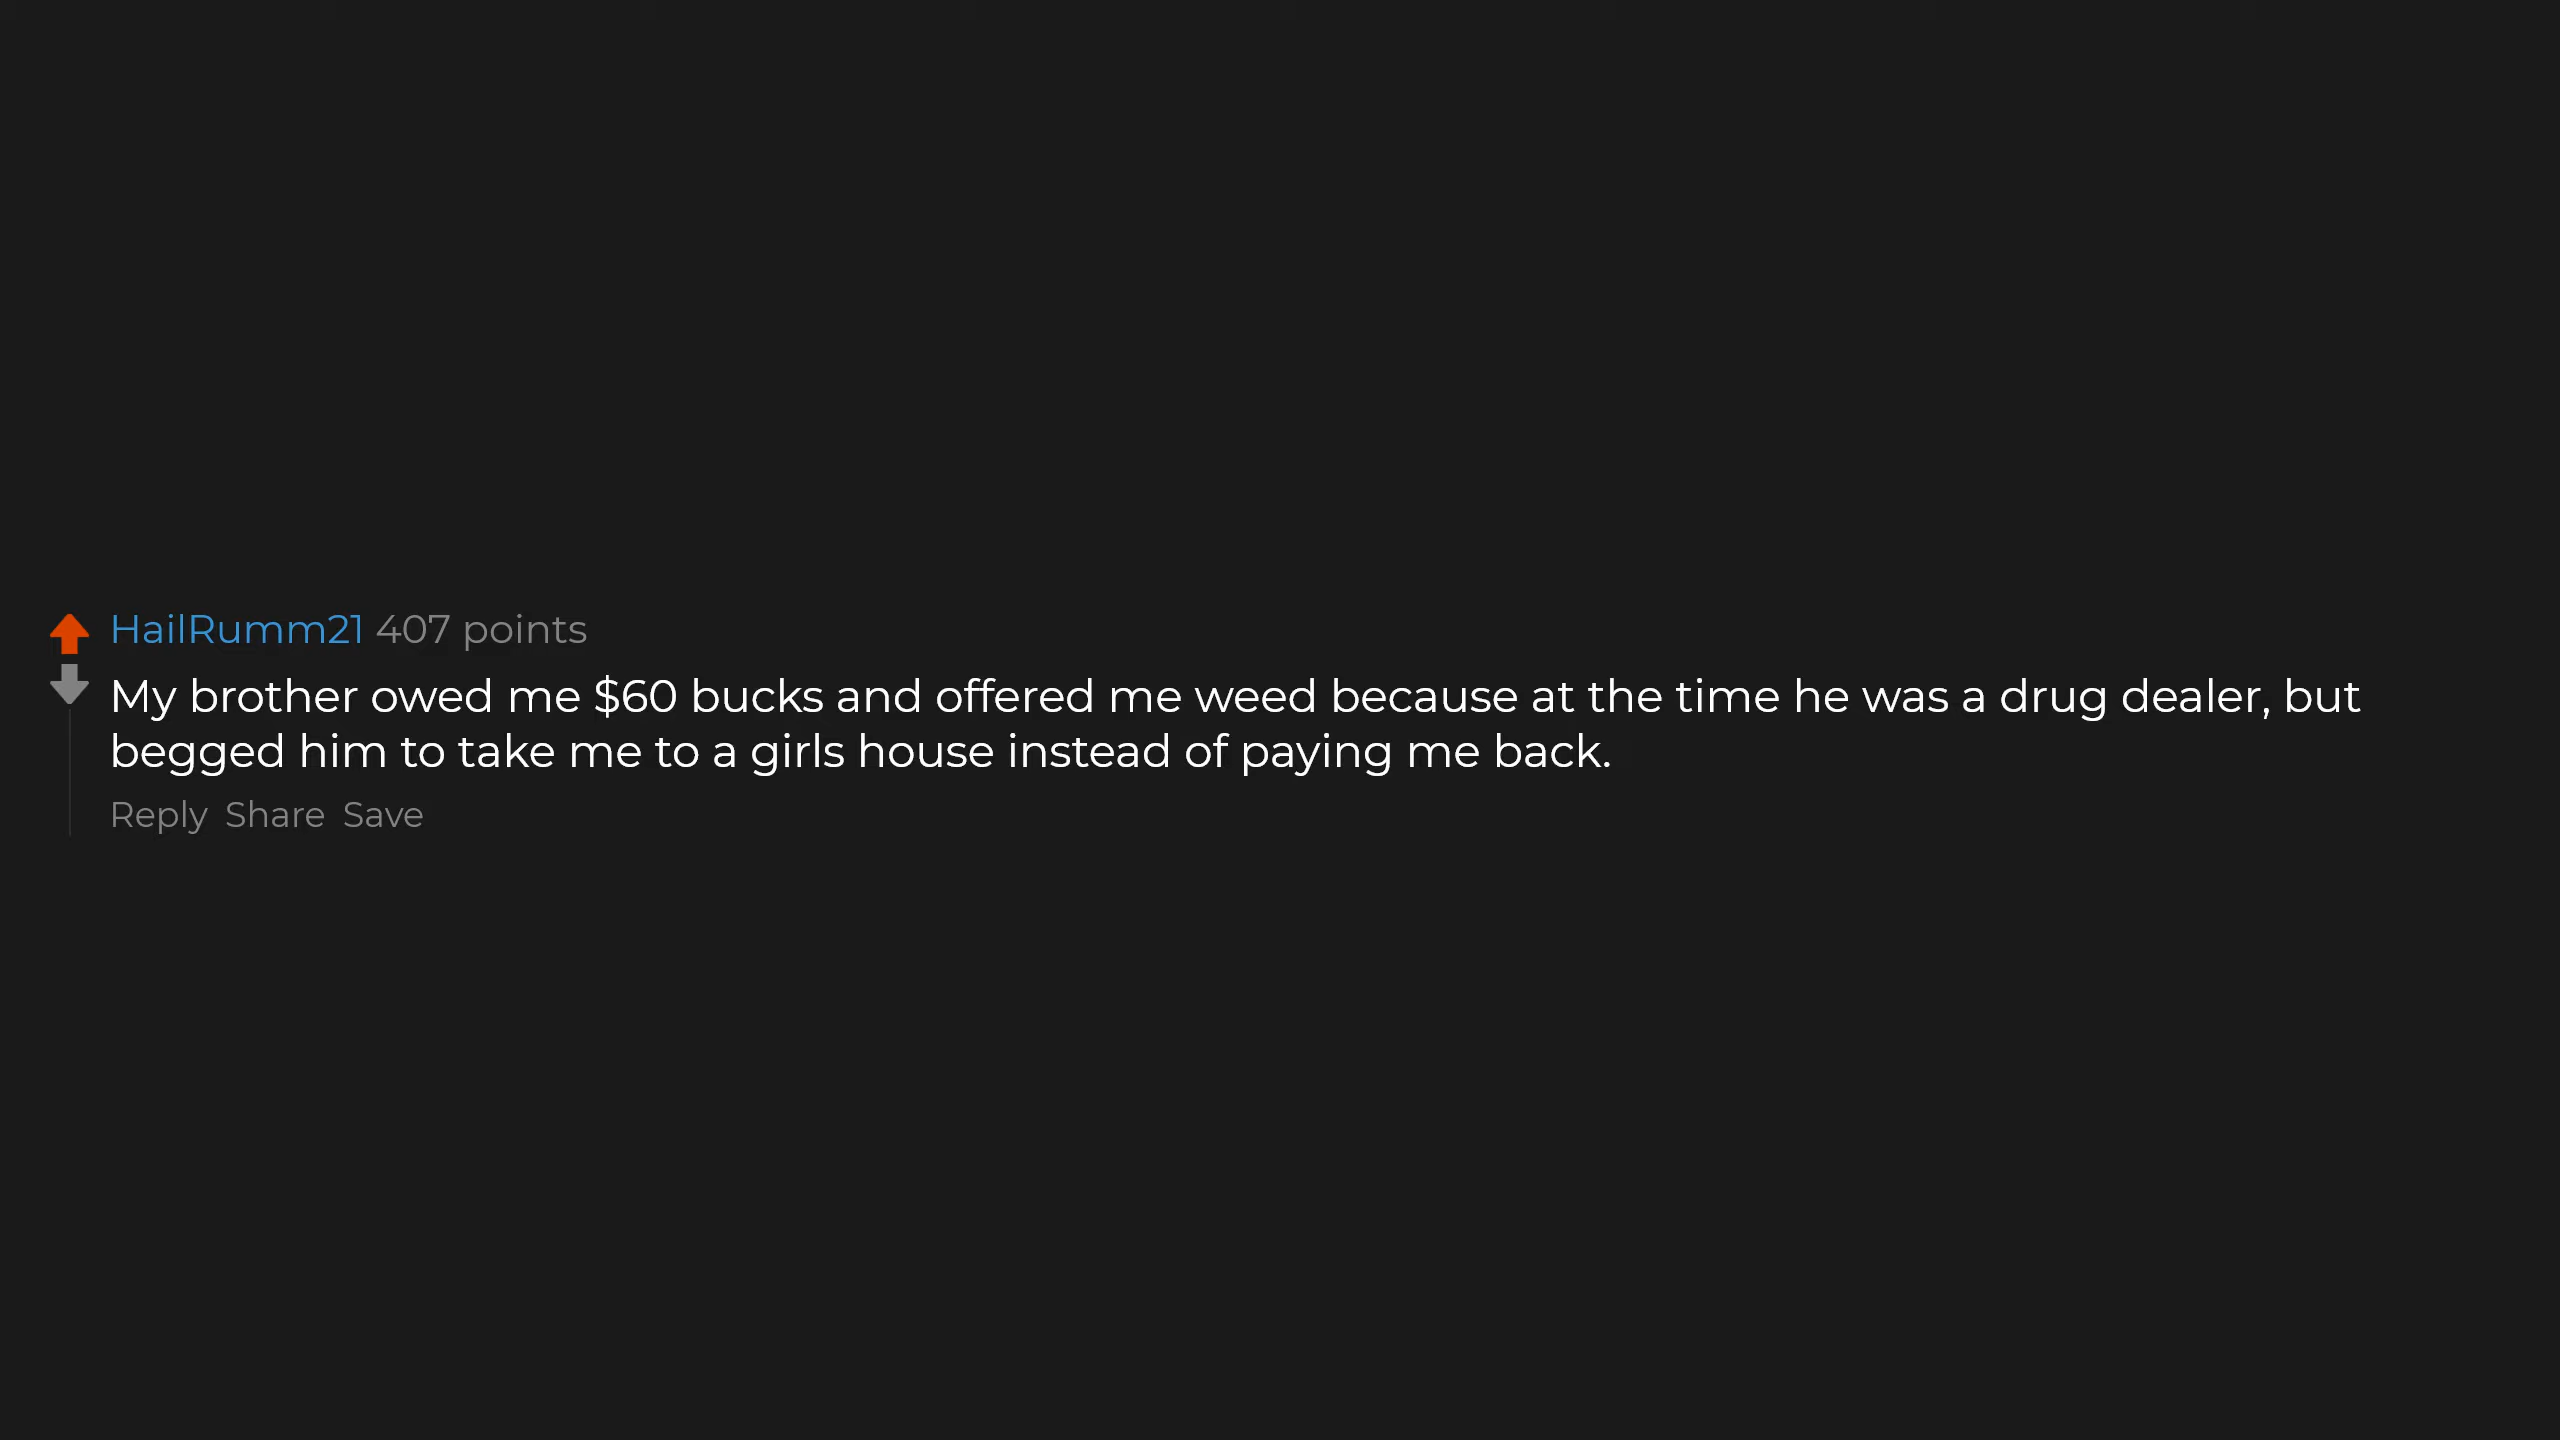 HailRumm21 407 points
My brother owed me $60 bucks and offered me weed because at the time he was a drug dealer, but
begged him to take me to a girls house instead of paying me back.
Reply Share Save